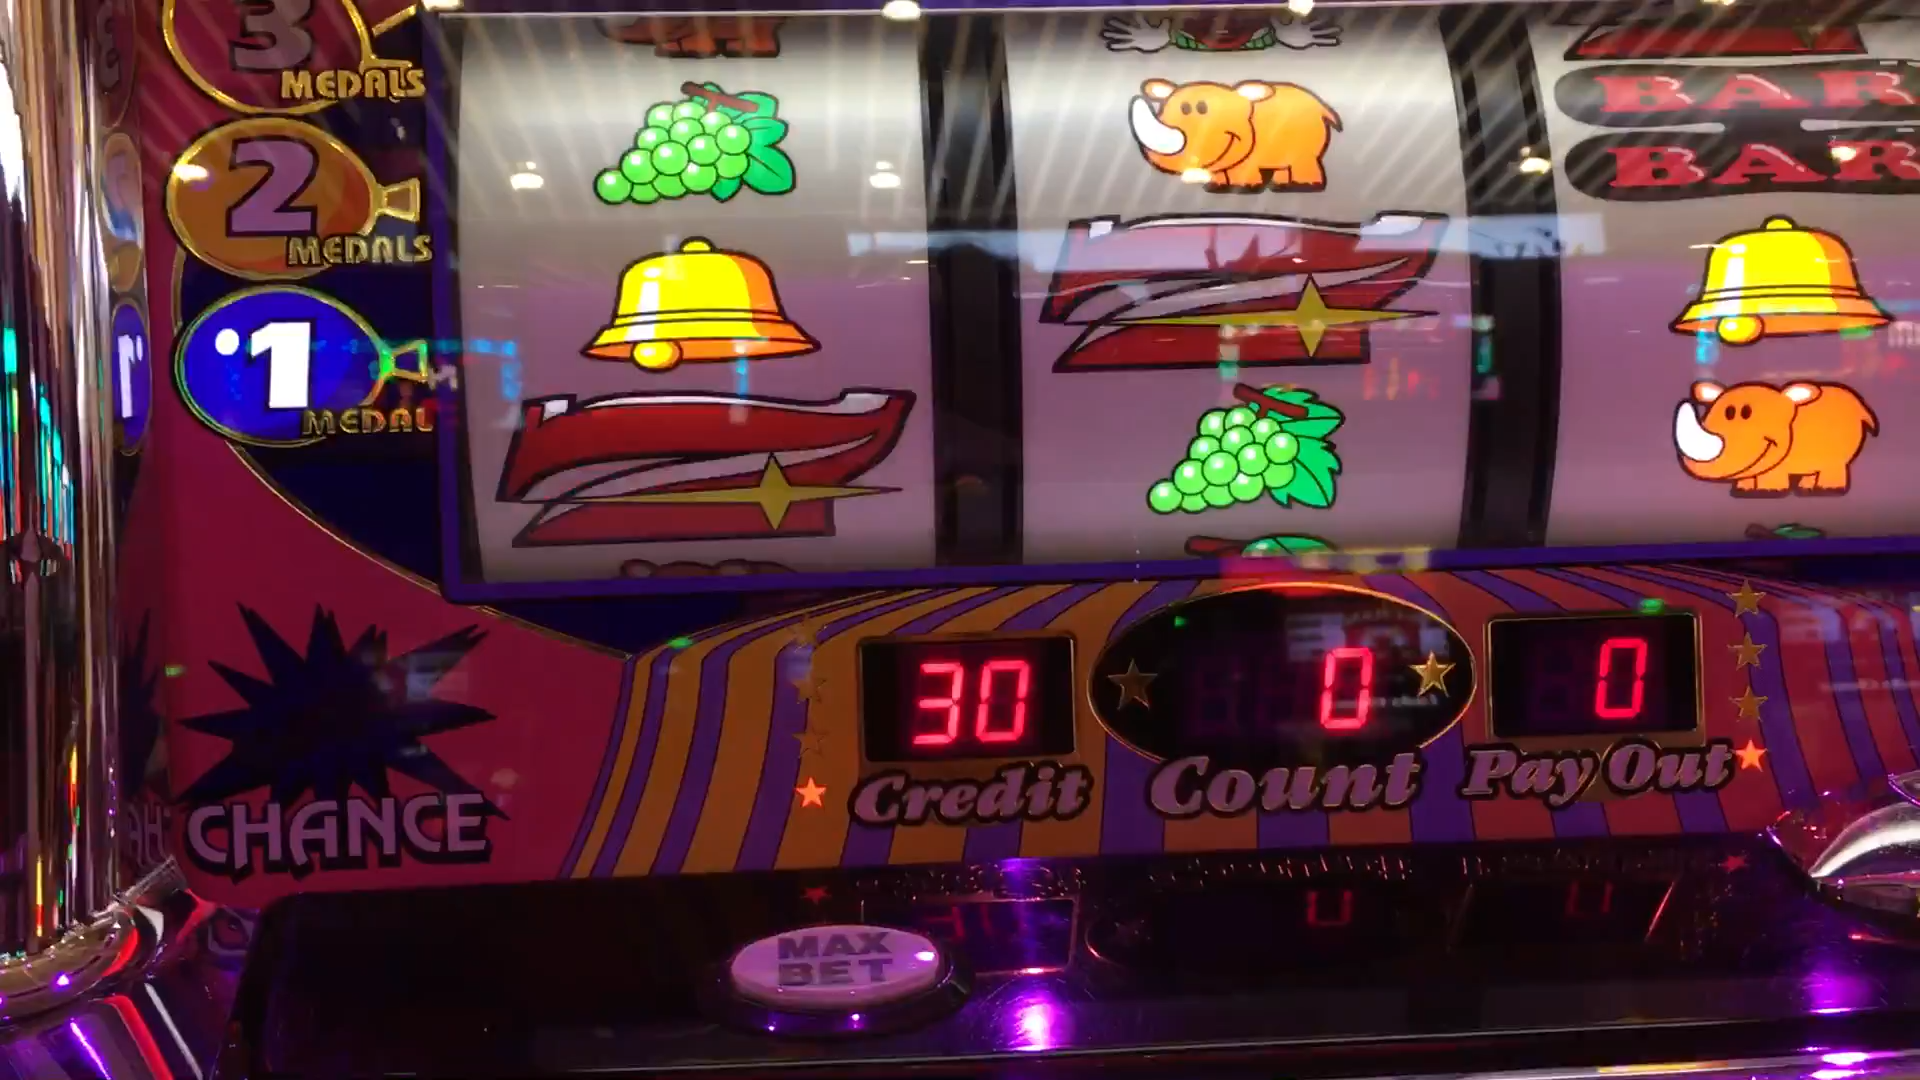 3
MEDALS
2
MEDALS
1
MEDAL
BAR
BAR
CHANCE
30
0
0
Credit
Count
Pay Out
MAX
BET